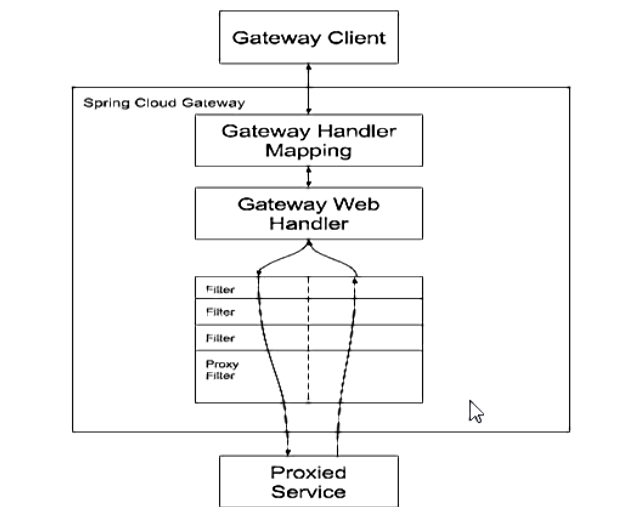 Gateway Client
Spring Cloud Gateway
Gateway Handler
Mapping
Gateway Web
Handler
Filter
Filter
Filter
Proxy
Filter
Proxied
Service